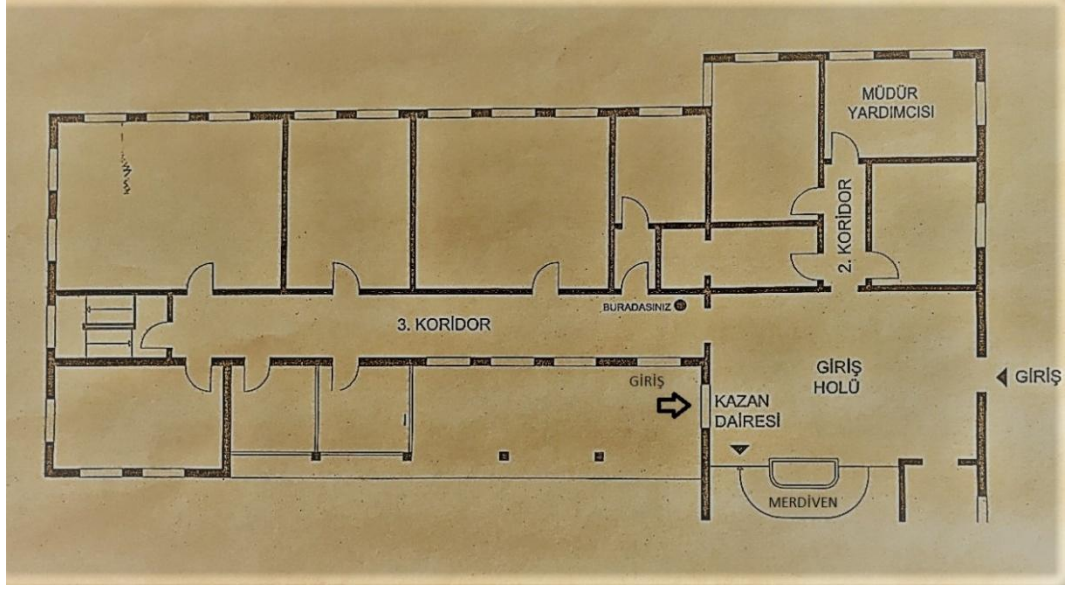 MÜDÜR
YARDIMCISI
2. KORİDOR
BURADASINIZ
3. KORİDOR
GİRİŞ
HOLÜ
GİRİŞ
GİRİŞ
KAZAN
DAİRESİ
MERDİVEN